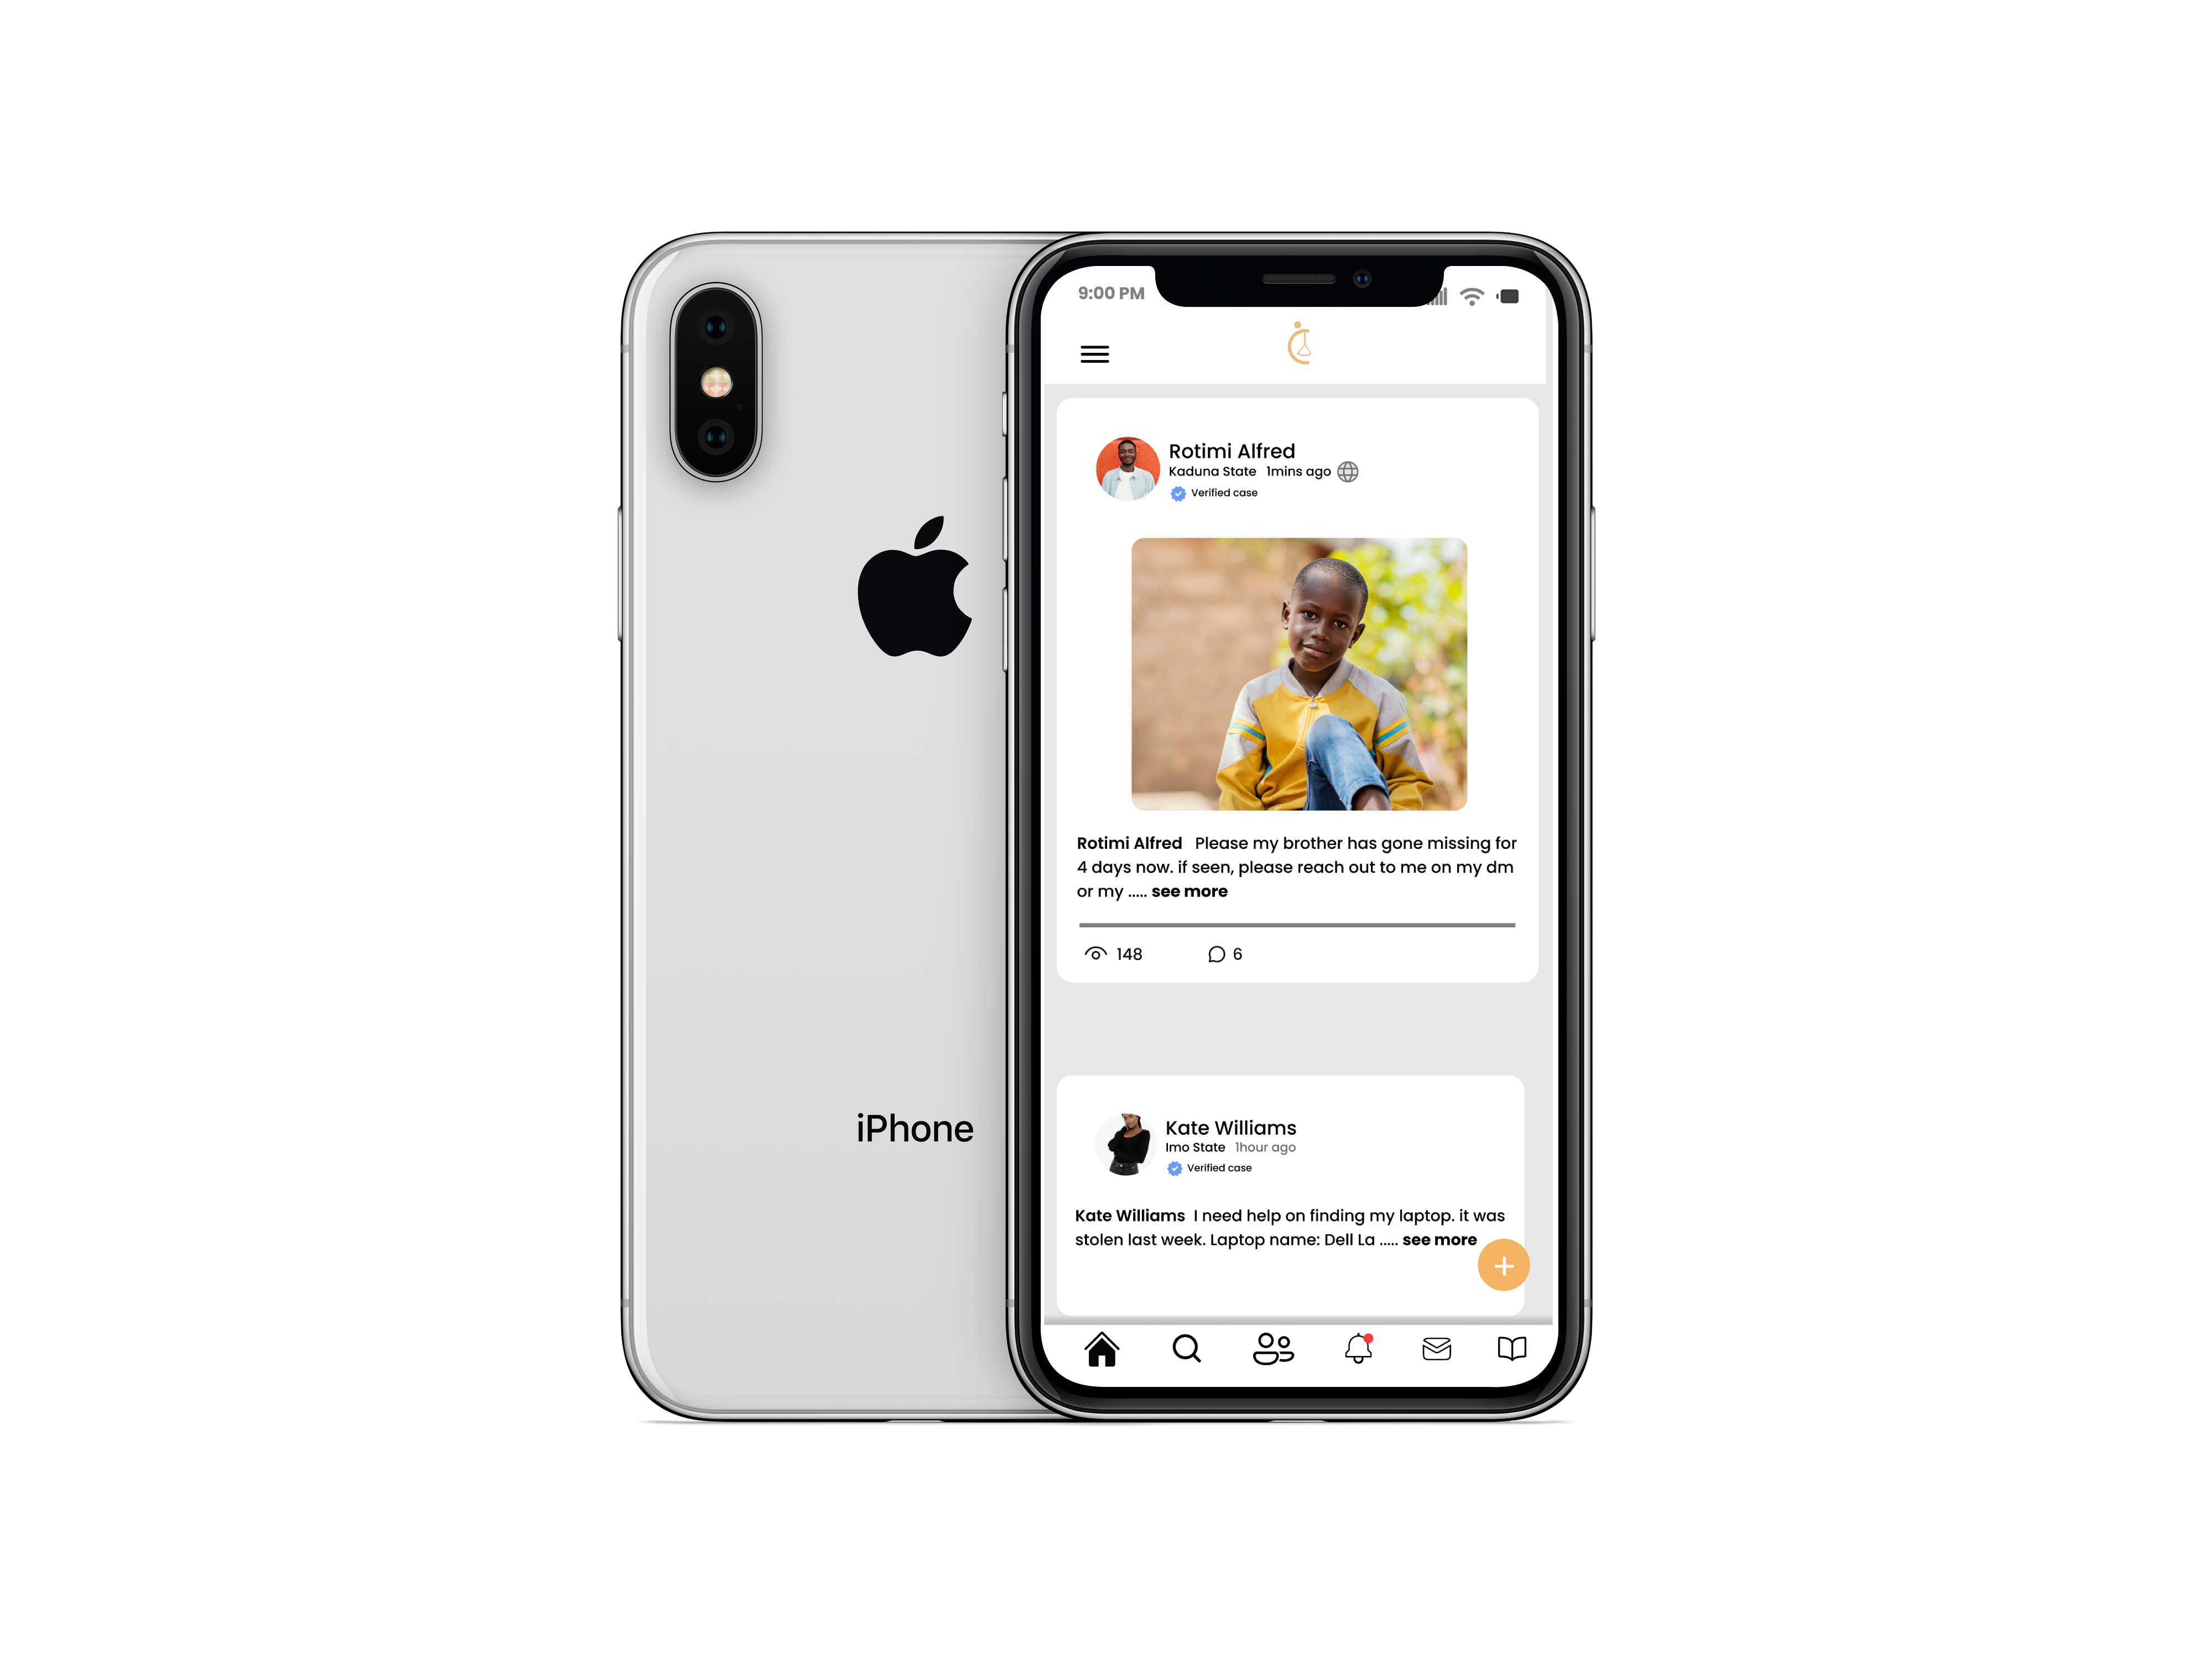 iPhone
9:00 PM
Rotimi Alfred
Kaduna State 1mins ago
Verified case
Rotimi Alfred Please my brother has gone missing for
4 days now. if seen, please reach out to me on my dm
or my ..... see more
148 6
Kate Williams
Imo State 1hour ago
Verified case
Kate Williams I need help on finding my laptop. it was
stolen last week. Laptop name: Dell La ..... see more